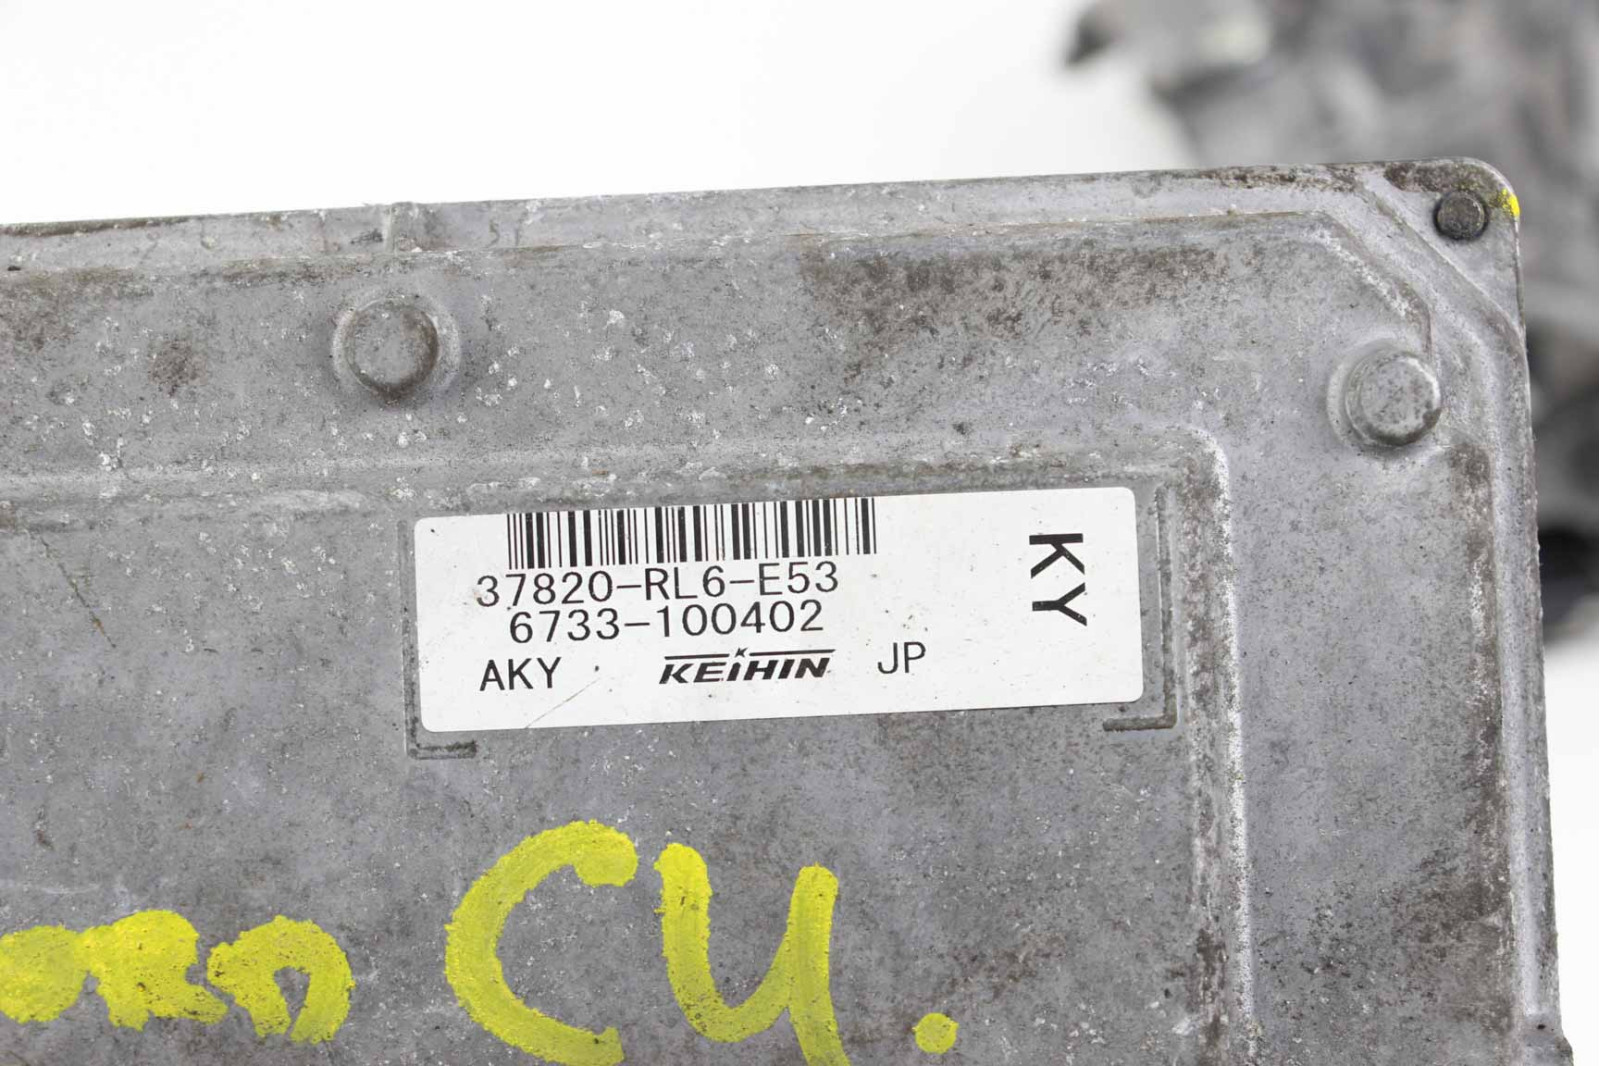 37820-RL6-E53
6733-100402
AKY KEIHIN JP
KY
CU.